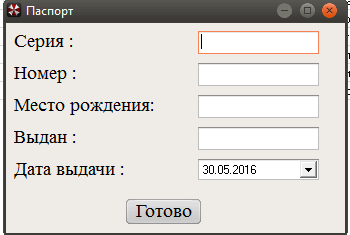 Паспорт
Серия :
Номер :
Место рождения:
Выдан :
Дата выдачи : 30.05.2016
Готово